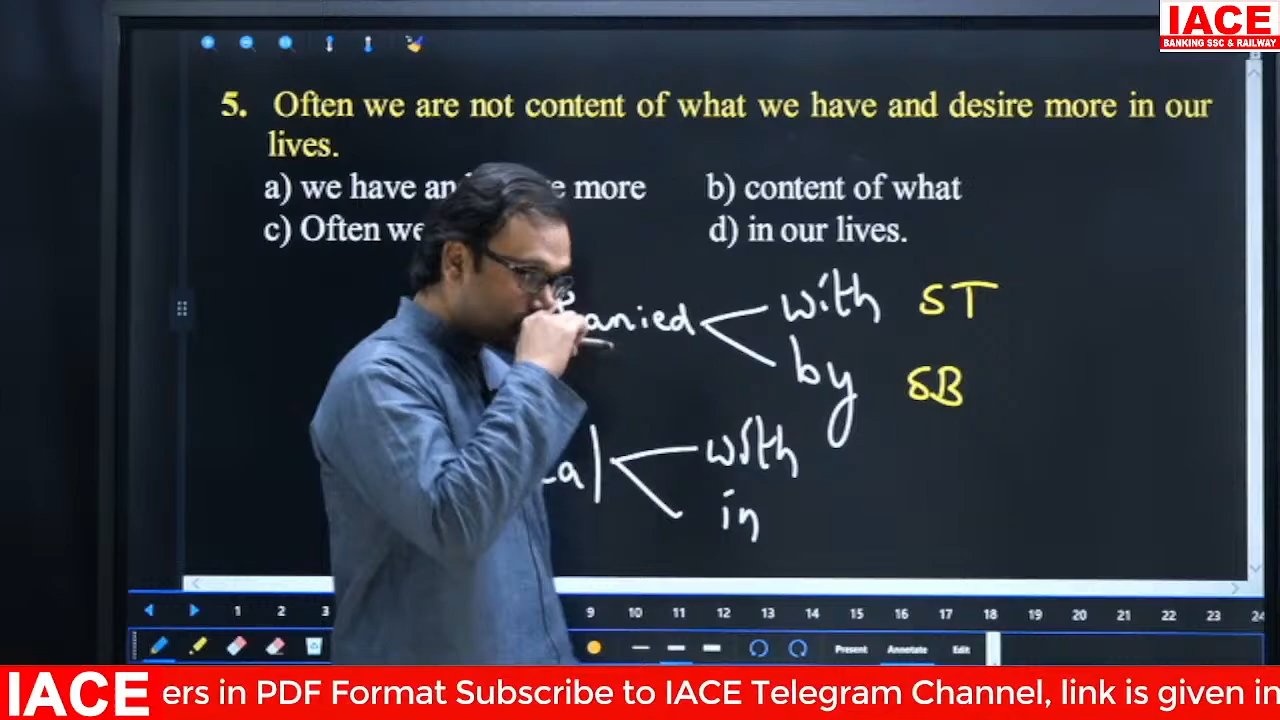 IACE
BANKING SSC & RAILWAY
5. Often we are not content of what we have and desire more in our
lives.
a) we have an e more b) content of what
c) Often we d) in our lives.
anied with ST
by SB
with
in
1 2 3 9 10 11 12 13 14 15 16 17 18 19 20 21 22 23 24
Present Annotate Edit
IACE ers in PDF Format Subscribe to IACE Telegram Channel, link is given in